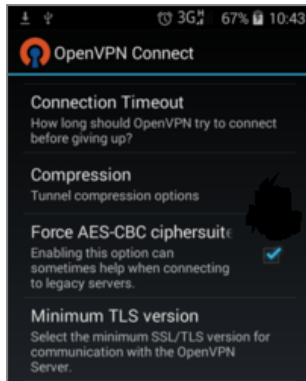 3G 67% 10:43
OpenVPN Connect
Connection Timeout
How long should OpenVPN try to connect
before giving up?
Compression
Tunnel compression options
Force AES-CBC ciphersuite
Enabling this option can
sometimes help when connecting
to legacy servers.
Minimum TLS version
Select the minimum SSL/TLS version for
communication with the OpenVPN
Server.